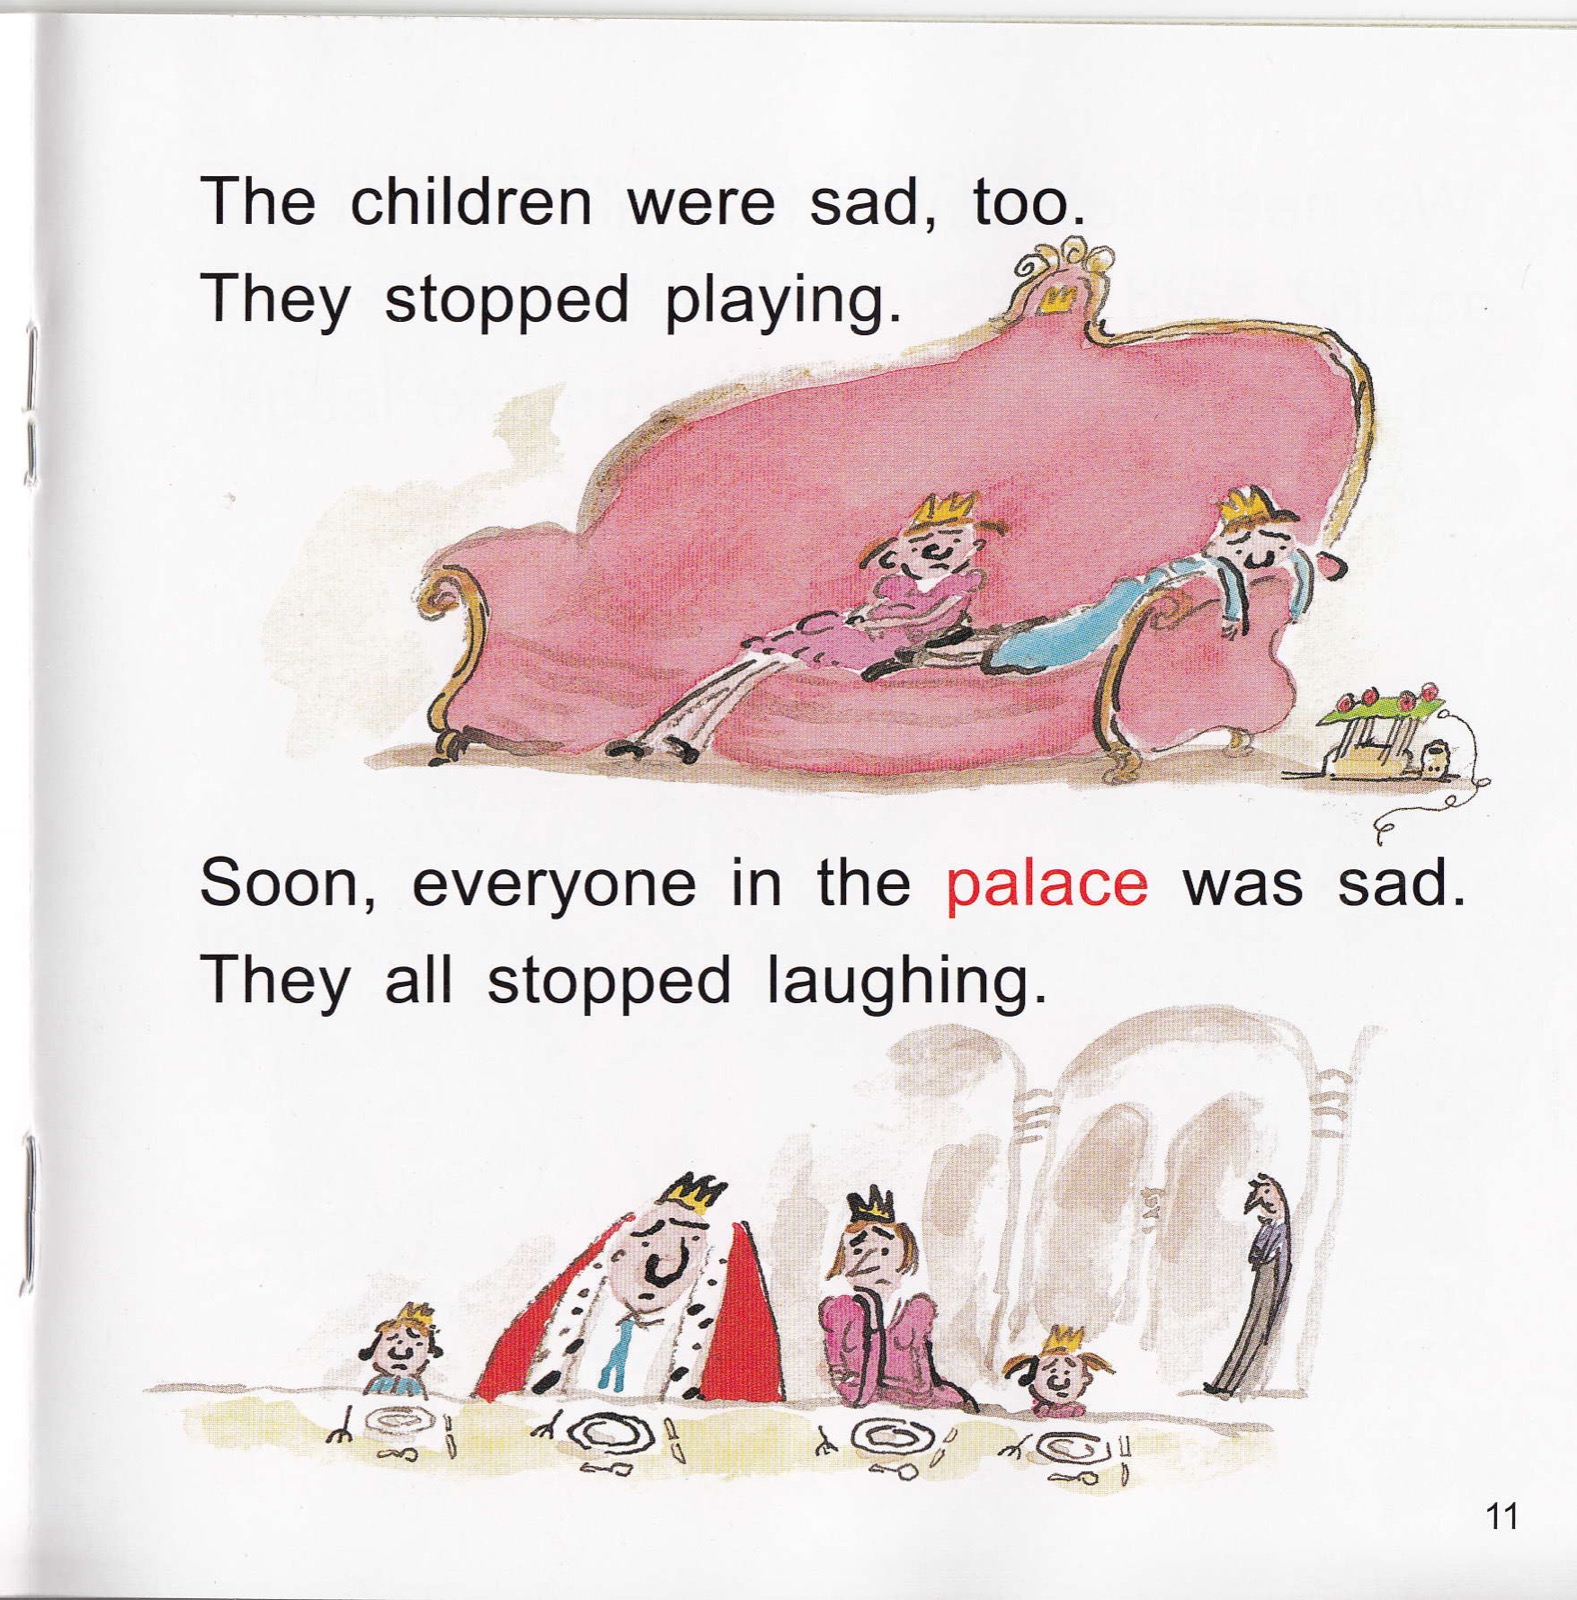 The children were sad, too.
They stopped playing.
Soon, everyone in the palace was sad.
They all stopped laughing.
11